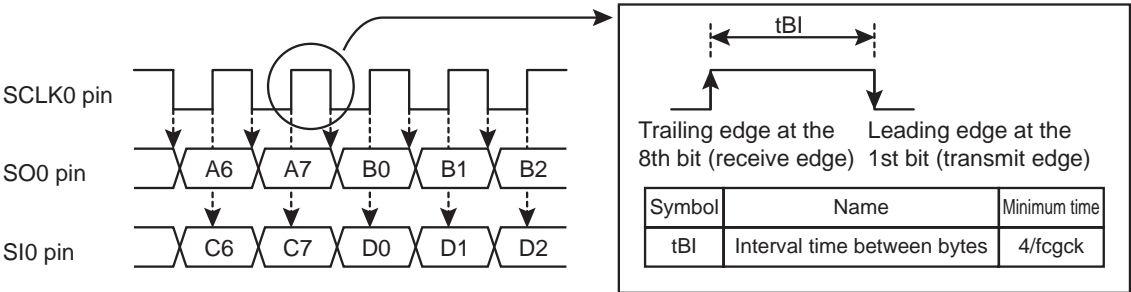 SCLK0 pin
SO0 pin
A6 A7 B0 B1 B2
SI0 pin
C6 C7 D0 D1 D2
tBI
Trailing edge at the
8th bit (receive edge)
Leading edge at the
1st bit (transmit edge)
Symbol Name Minimum time
tBI Interval time between bytes 4/fcgck